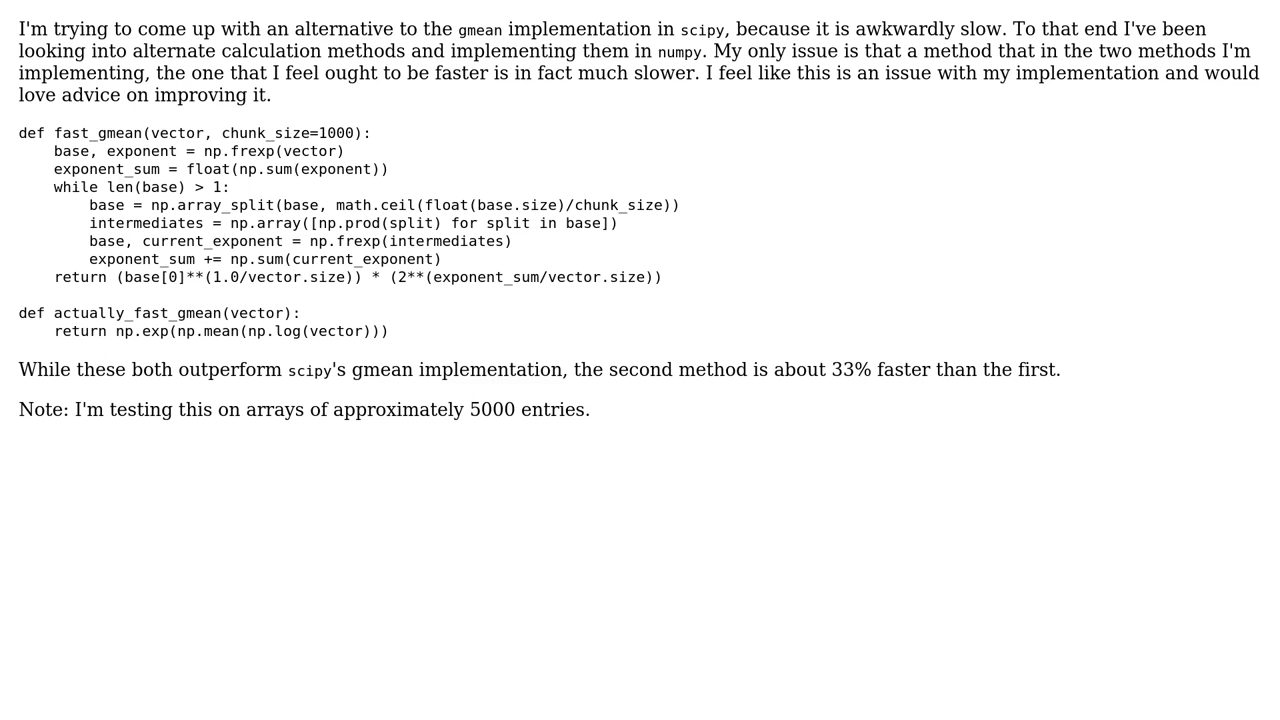 I'm trying to come up with an alternative to the gmean implementation in scipy, because it is awkwardly slow. To that end I've been
looking into alternate calculation methods and implementing them in numpy. My only issue is that a method that in the two methods I'm
implementing, the one that I feel ought to be faster is in fact much slower. I feel like this is an issue with my implementation and would
love advice on improving it.
def fast_gmean(vector, chunk_size=1000):
    base, exponent = np.frexp(vector)
    exponent_sum = float(np.sum(exponent))
    while len(base) > 1:
        base = np.array_split(base, math.ceil(float(base.size)/chunk_size))
        intermediates = np.array([np.prod(split) for split in base])
        base, current_exponent = np.frexp(intermediates)
        exponent_sum += np.sum(current_exponent)
    return (base[0]**(1.0/vector.size)) * (2**(exponent_sum/vector.size))
def actually_fast_gmean(vector):
    return np.exp(np.mean(np.log(vector)))
While these both outperform scipy's gmean implementation, the second method is about 33% faster than the first.
Note: I'm testing this on arrays of approximately 5000 entries.